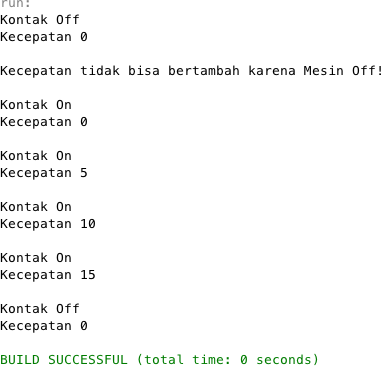 run:
Kontak Off
Kecepatan 0
Kecepatan tidak bisa bertambah karena Mesin Off!
Kontak On
Kecepatan 0
Kontak On
Kecepatan 5
Kontak On
Kecepatan 10
Kontak On
Kecepatan 15
Kontak Off
Kecepatan 0
BUILD SUCCESSFUL (total time: 0 seconds)